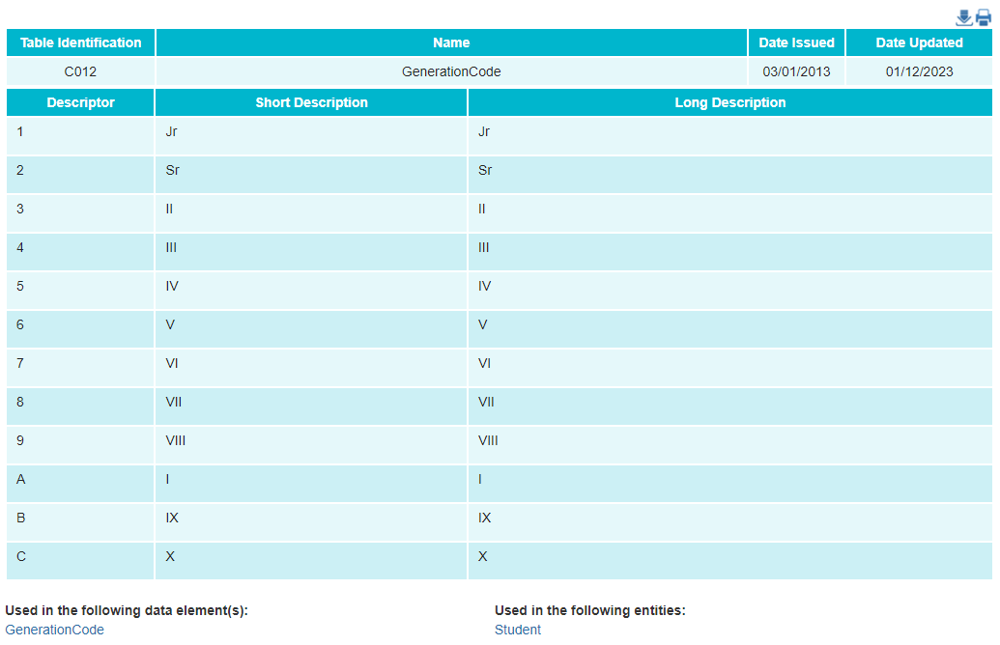 Table Identification Name Date Issued Date Updated
C012 GenerationCode 03/01/2013 01/12/2023
Descriptor Short Description Long Description
1 Jr Jr
2 Sr Sr
3 II II
4 III III
5 IV IV
6 V V
7 VI VI
8 VII VII
9 VIII VIII
A I I
B IX IX
C X X
Used in the following data element(s): Used in the following entities:
GenerationCode Student